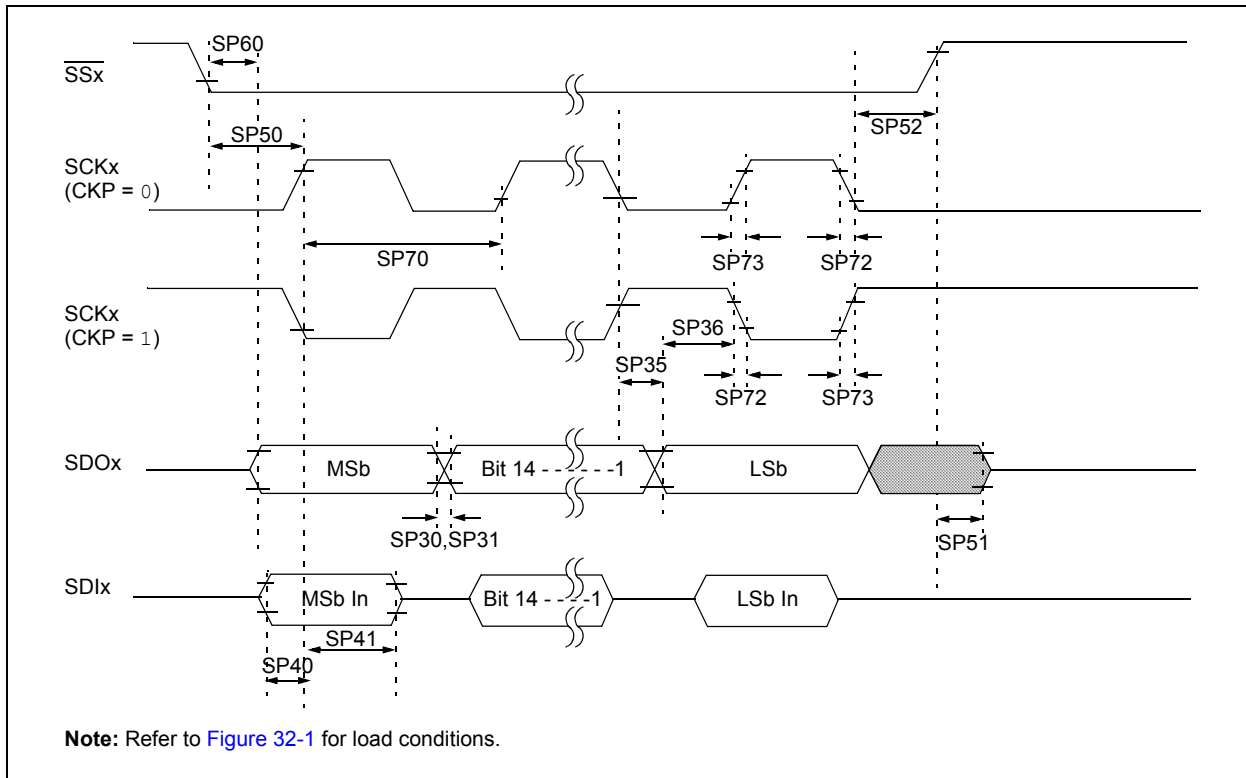 SP60
SSx
SP50
SP52
SCKx
(CKP = 0)
SP70
SP73
SP72
SCKx
(CKP = 1)
SP36
SP35
SP72
SP73
SDOx
MSb
Bit 14 - - - - - -1
LSb
SP30,SP31
SP51
SDIx
MSb In
Bit 14 - - - -1
LSb In
SP41
SP40
Note: Refer to Figure 32-1 for load conditions.